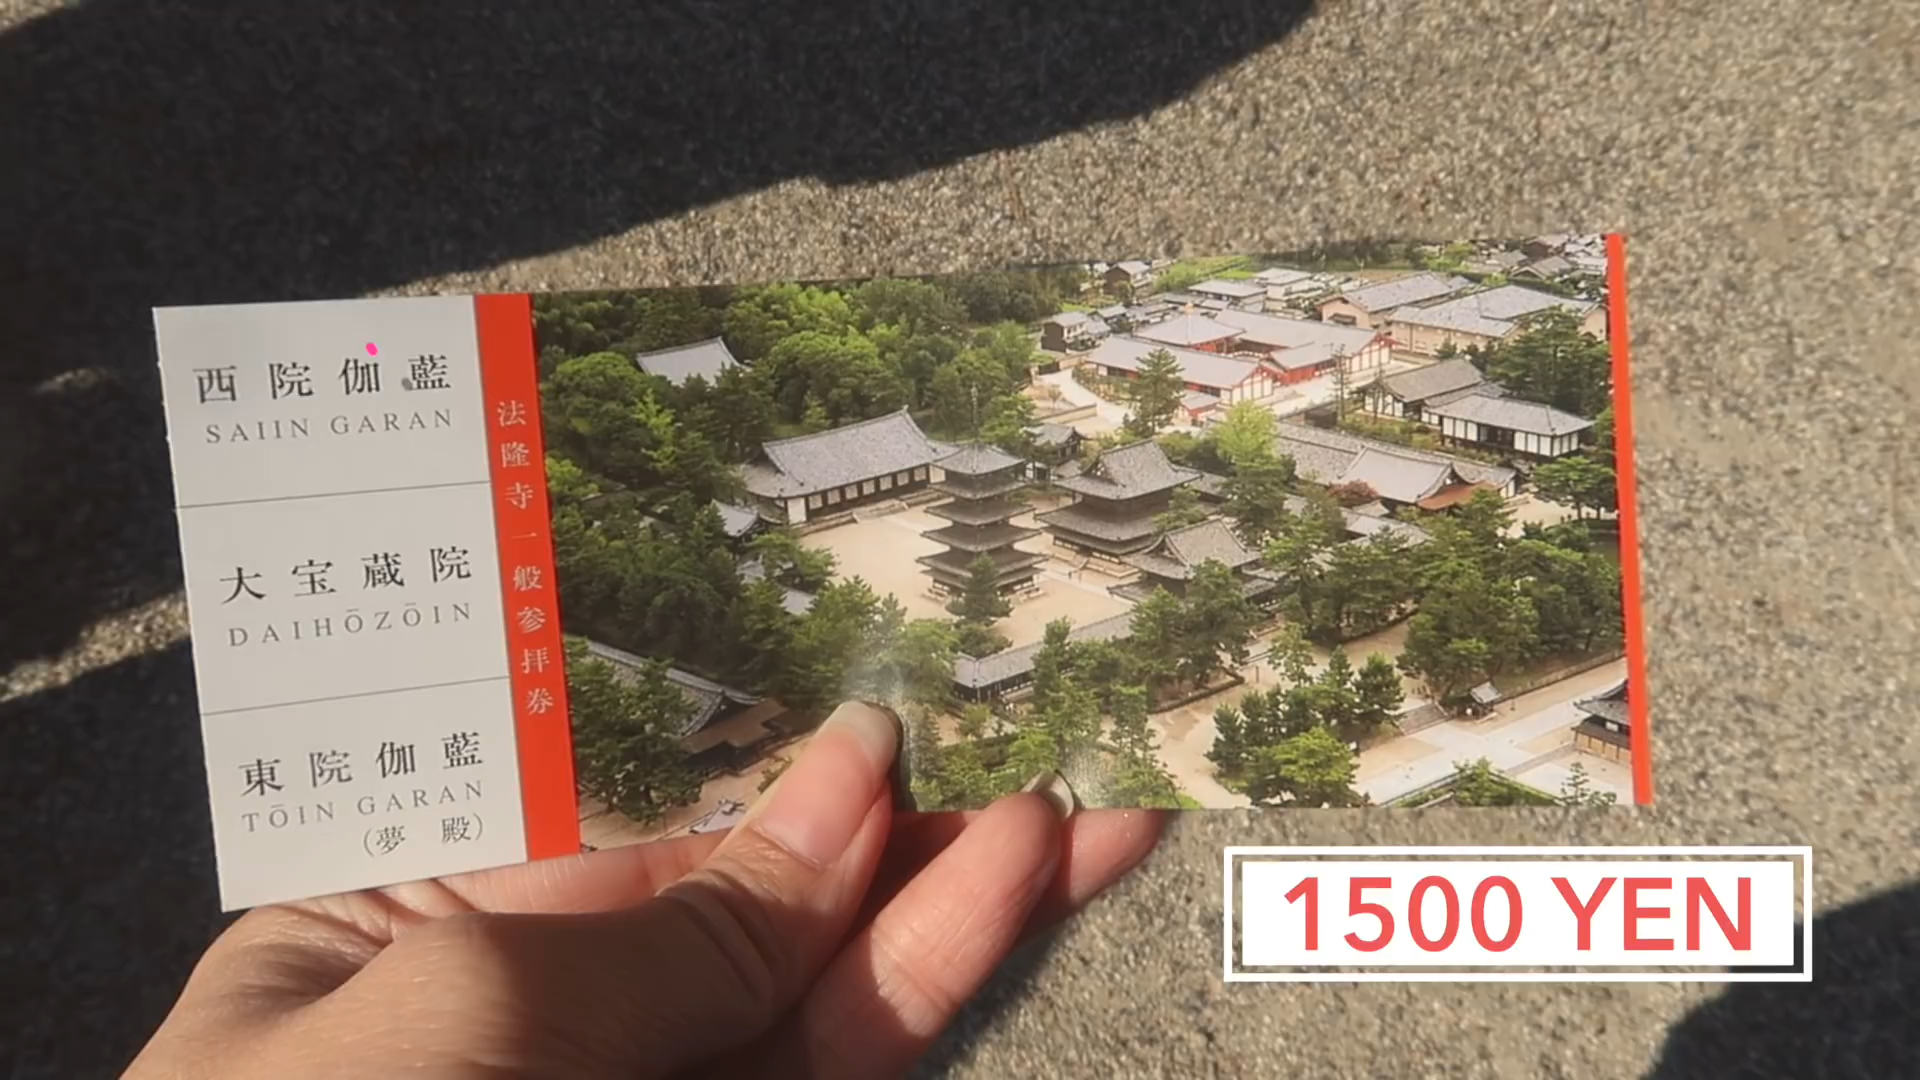 西院伽藍
SAIIN GARAN
大宝蔵院
DAIHŌZŌIN
東院伽藍
TŌIN GARAN
(夢 殿)
法隆寺一般参拝券
1500 YEN